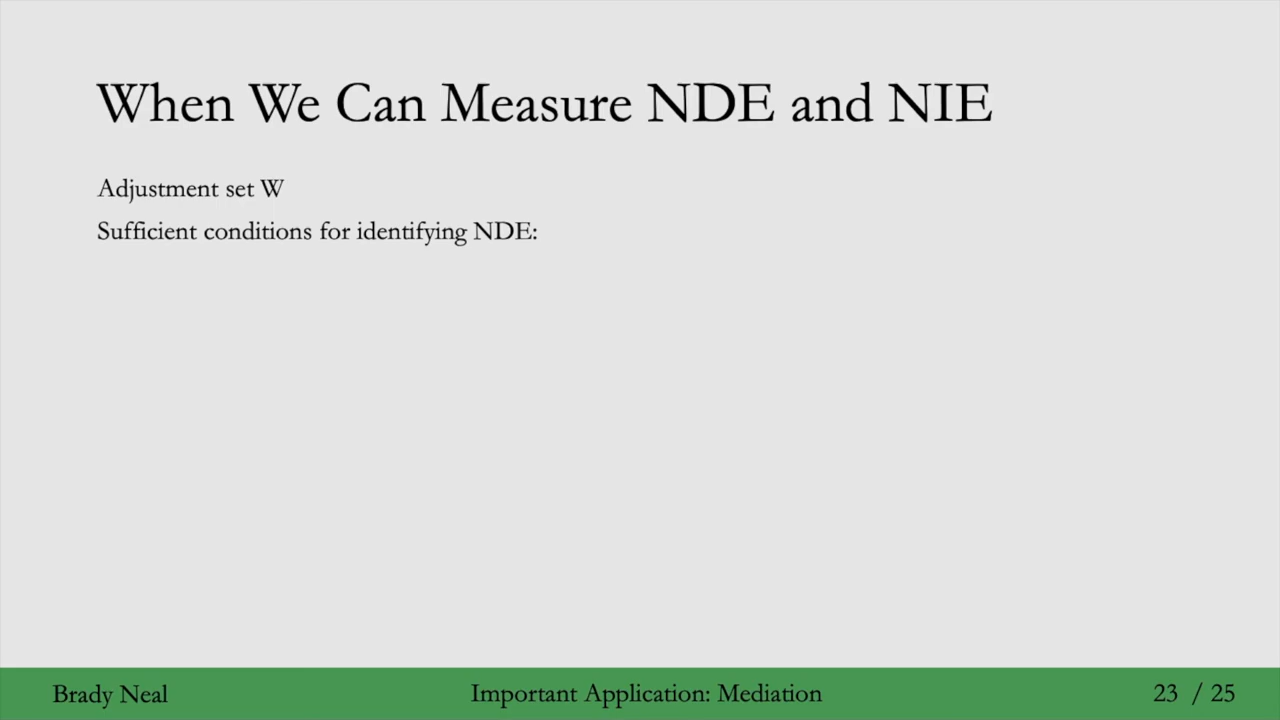 When We Can Measure NDE and NIE
Adjustment set W
Sufficient conditions for identifying NDE:
Brady Neal
Important Application: Mediation
23 / 25